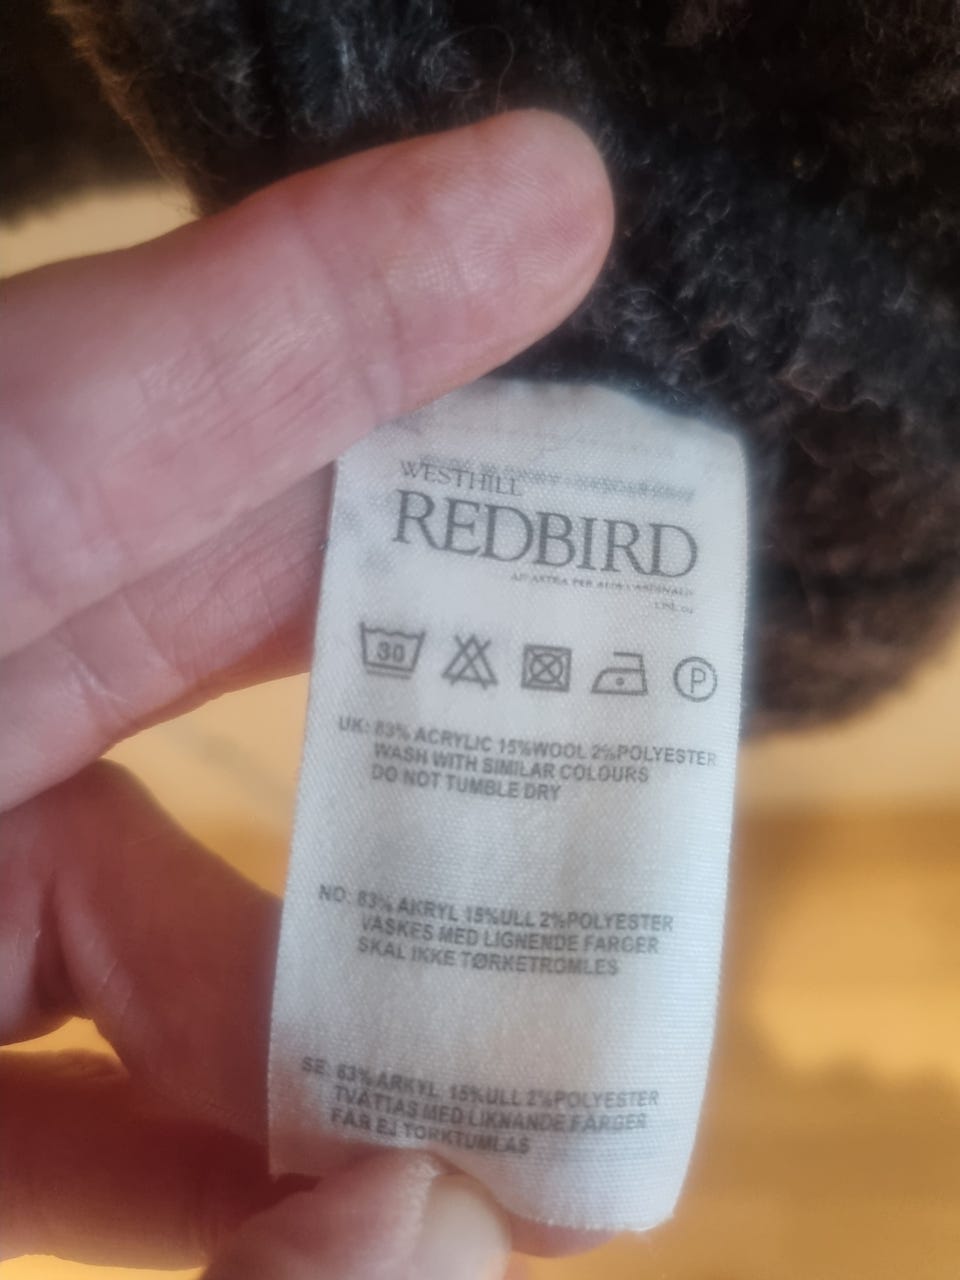 WESTHILL
REDBIRD
30
P
UK: 83% ACRYLIC 15%WOOL 2%POLYESTER
WASH WITH SIMILAR COLOURS
DO NOT TUMBLE DRY
NO: 83% AKRYL 15%ULL 2%POLYESTER
VASKES MED LIGNENDE FARGER
SKAL IKKE TØRKETROMLES
SE: 83% ARKYL 15%ULL 2%POLYESTER
TVÄTTAS MED LIKNANDE FÄRGER
FÅR EJ TORKTUMLAS